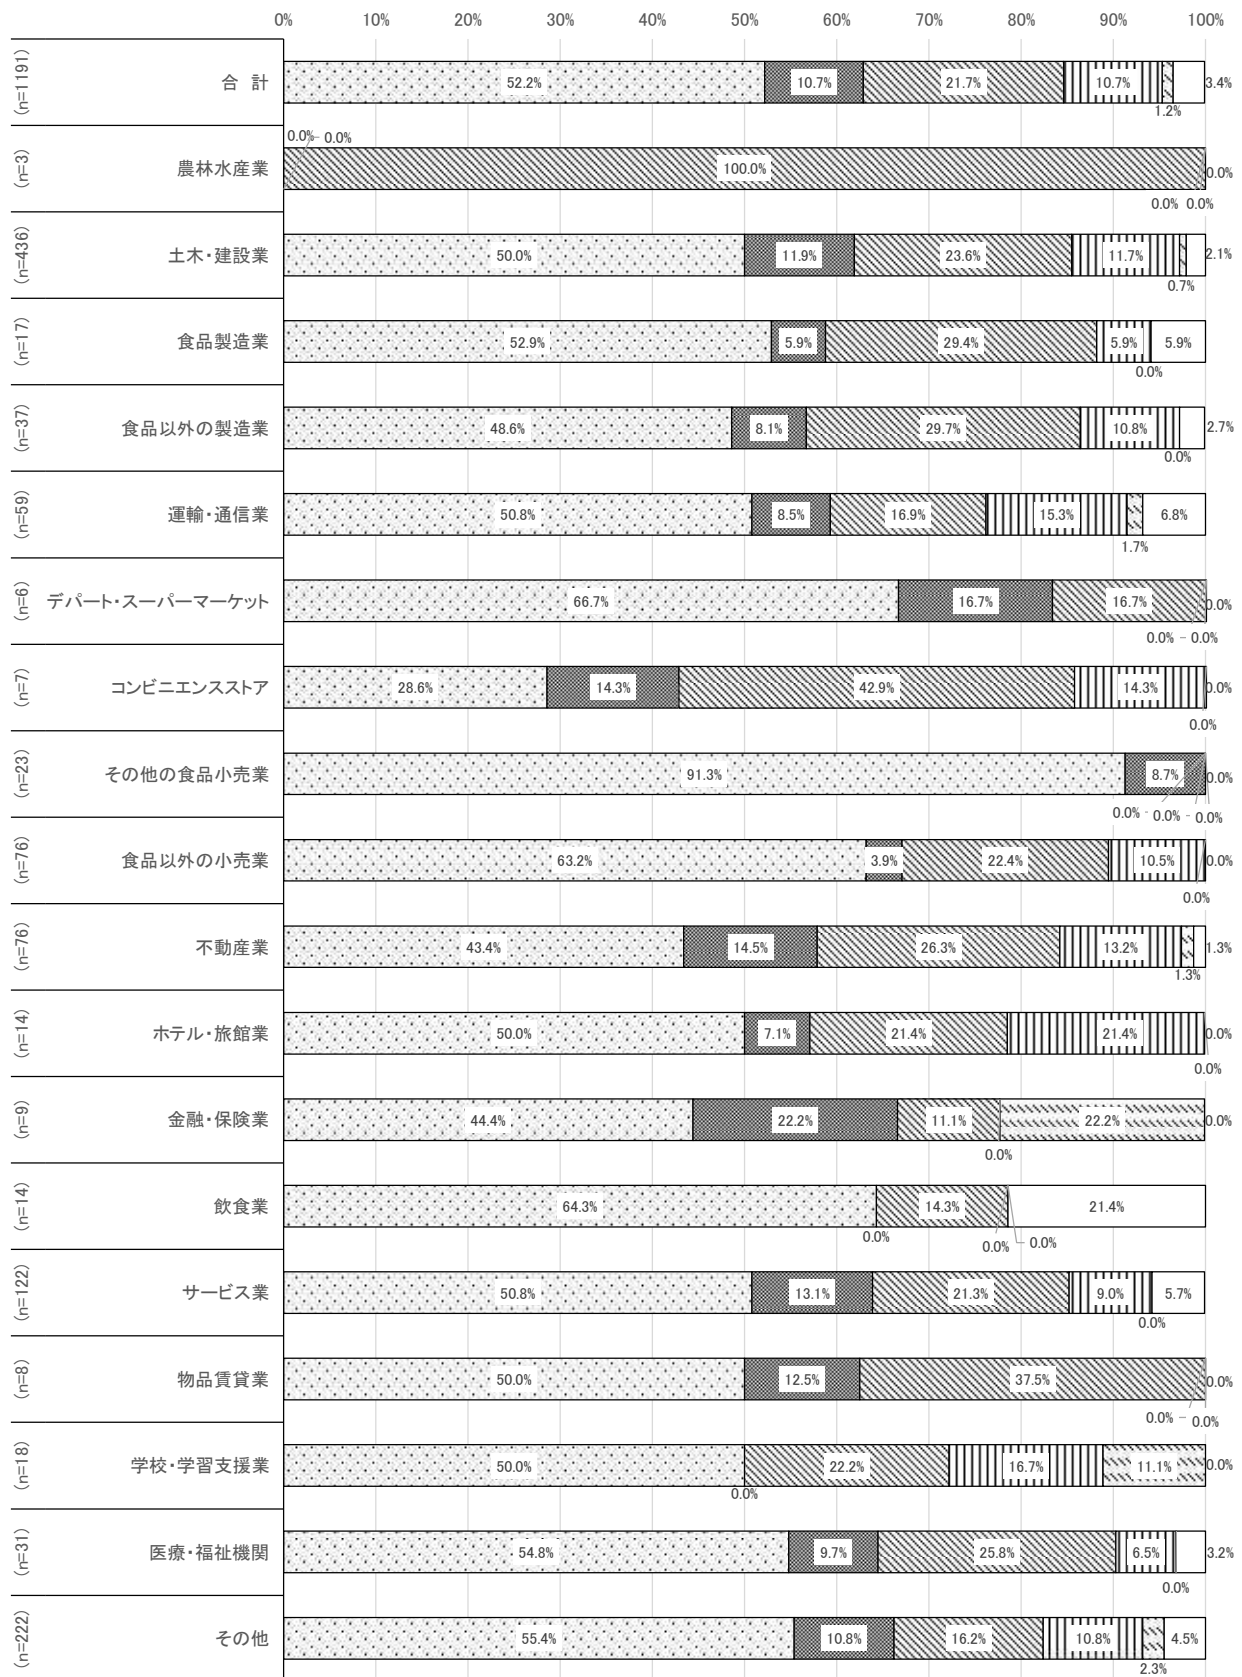 0% 10% 20% 30% 40% 50% 60% 70% 80% 90% 100%
(n=1191) 合 計 52.2% 10.7% 21.7% 10.7% 1.2% 3.4%
(n=3) 農林水産業 0.0% 0.0% 100.0% 0.0% 0.0% 0.0%
(n=436) 土木・建設業 50.0% 11.9% 23.6% 11.7% 0.7% 2.1%
(n=17) 食品製造業 52.9% 5.9% 29.4% 5.9% 0.0% 5.9%
(n=37) 食品以外の製造業 48.6% 8.1% 29.7% 10.8% 0.0% 2.7%
(n=59) 運輸・通信業 50.8% 8.5% 16.9% 15.3% 1.7% 6.8%
(n=6) デパート・スーパーマーケット 66.7% 16.7% 16.7% 0.0% 0.0% 0.0%
(n=7) コンビニエンスストア 28.6% 14.3% 42.9% 14.3% 0.0% 0.0%
(n=23) その他の食品小売業 91.3% 8.7% 0.0% 0.0% 0.0% 0.0%
(n=76) 食品以外の小売業 63.2% 3.9% 22.4% 10.5% 0.0% 0.0%
(n=76) 不動産業 43.4% 14.5% 26.3% 13.2% 1.3% 1.3%
(n=14) ホテル・旅館業 50.0% 7.1% 21.4% 21.4% 0.0% 0.0%
(n=9) 金融・保険業 44.4% 22.2% 11.1% 0.0% 22.2% 0.0%
(n=14) 飲食業 64.3% 0.0% 14.3% 0.0% 0.0% 21.4%
(n=122) サービス業 50.8% 13.1% 21.3% 9.0% 0.0% 5.7%
(n=8) 物品賃貸業 50.0% 12.5% 37.5% 0.0% 0.0% 0.0%
(n=18) 学校・学習支援業 50.0% 0.0% 22.2% 16.7% 11.1% 0.0%
(n=31) 医療・福祉機関 54.8% 9.7% 25.8% 6.5% 0.0% 3.2%
(n=222) その他 55.4% 10.8% 16.2% 10.8% 2.3% 4.5%